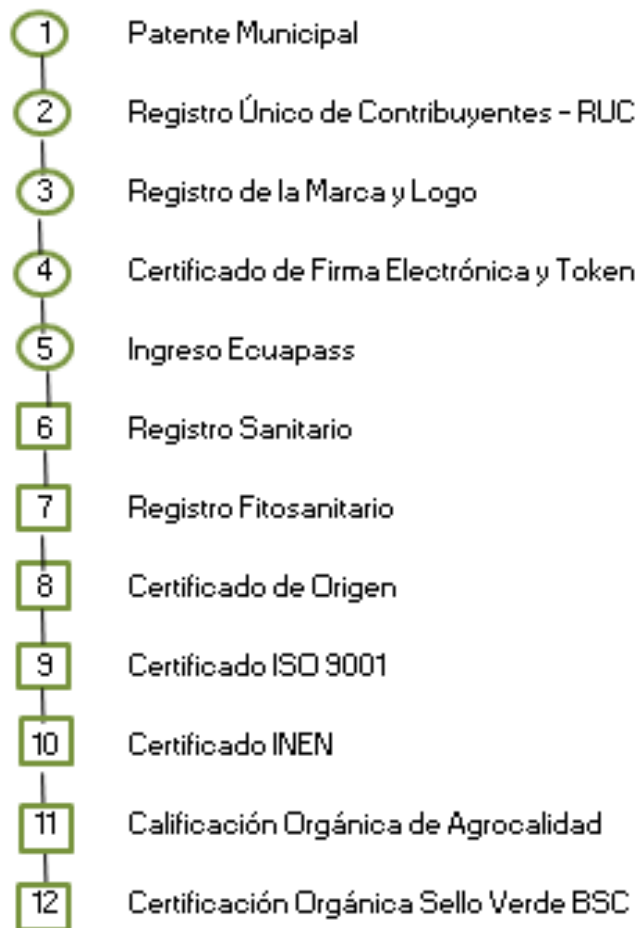 1 Patente Municipal
2 Registro Único de Contribuyentes - RUC
3 Registro de la Marca y Logo
4 Certificado de Firma Electrónica y Token
5 Ingreso Ecuapass
6 Registro Sanitario
7 Registro Fitosanitario
8 Certificado de Origen
9 Certificado ISO 9001
10 Certificado INEN
11 Calificación Orgánica de Agrocalidad
12 Certificación Orgánica Sello Verde BSC